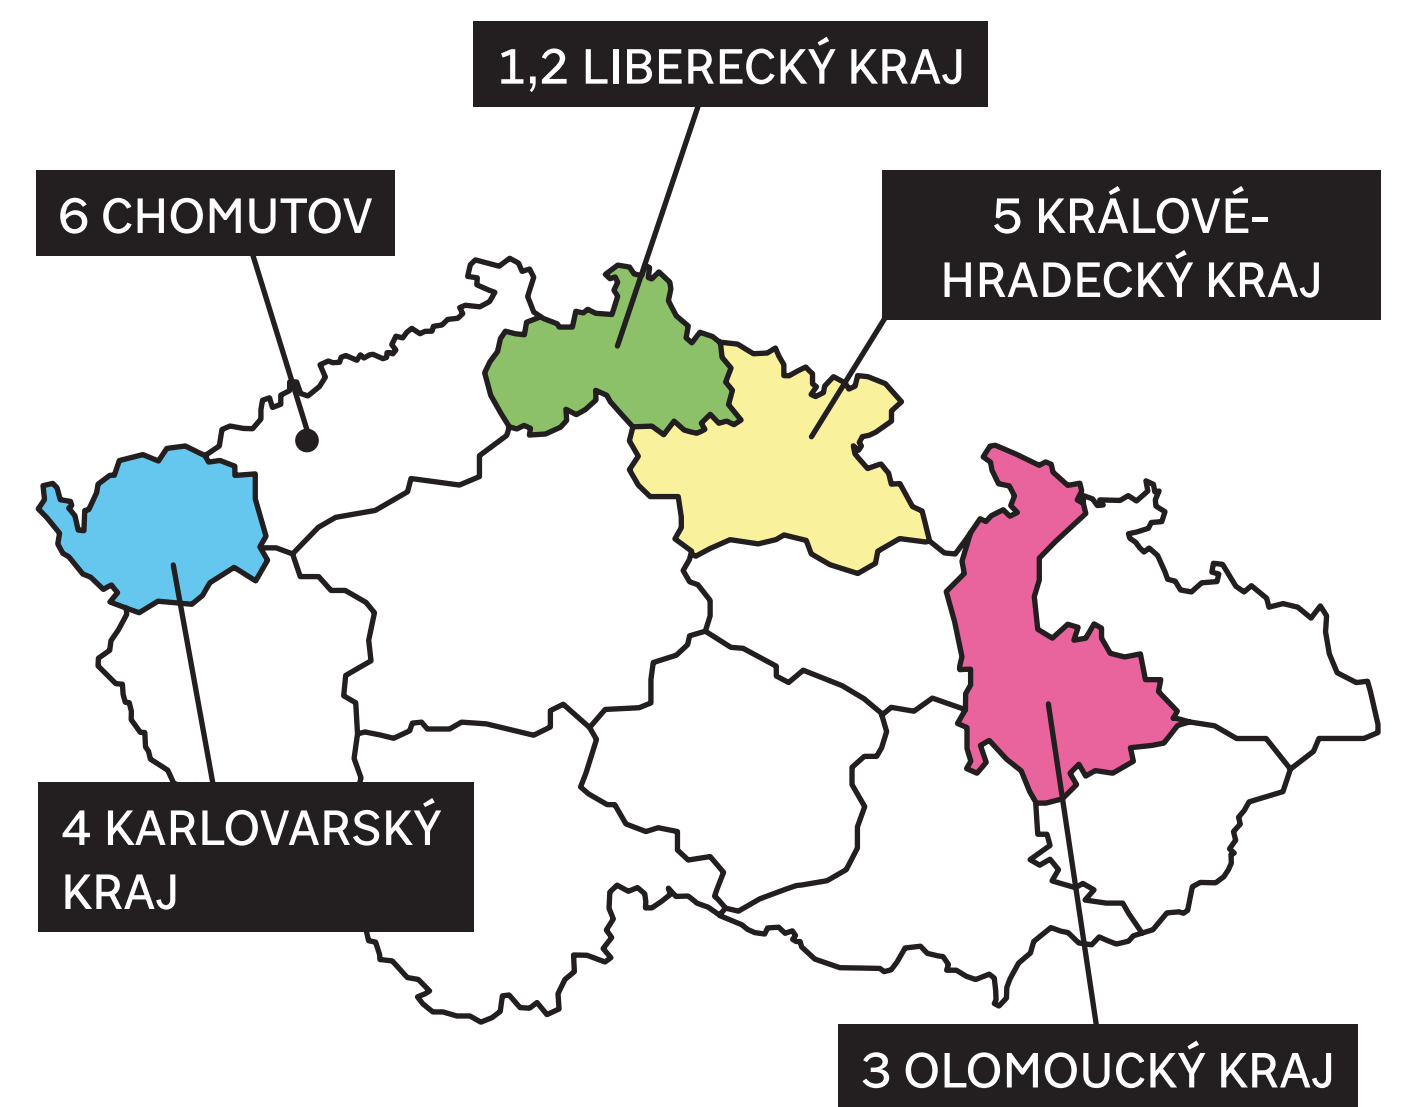 1,2 LIBERECKÝ KRAJ
6 CHOMUTOV
5 KRÁLOVÉ-
HRADECKÝ KRAJ
4 KARLOVARSKÝ
KRAJ
3 OLOMOUCKÝ KRAJ